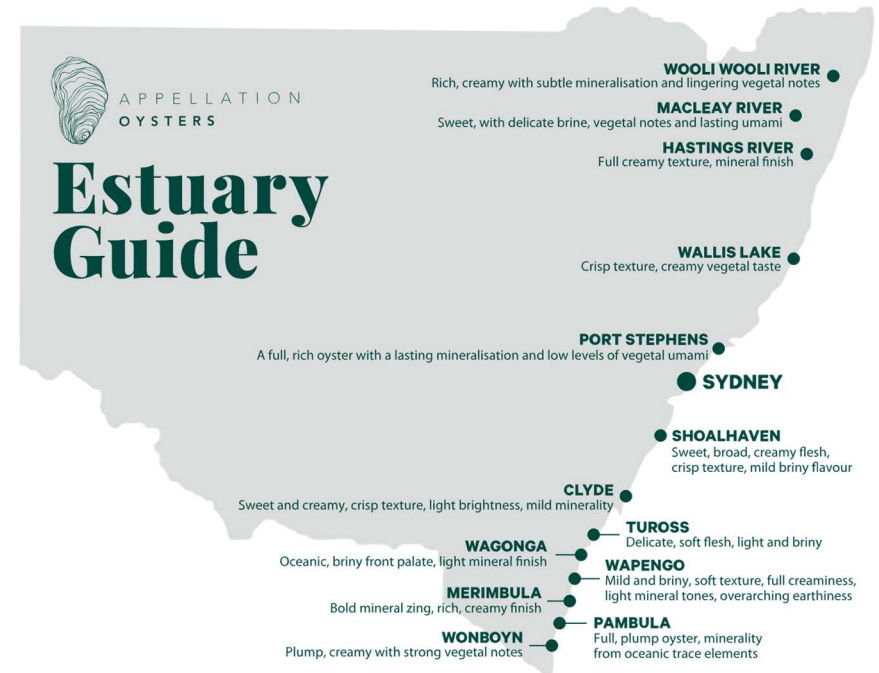 APPELLATION
OYSTERS
Estuary
Guide
WOOLI WOOLI RIVER
Rich, creamy with subtle mineralisation and lingering vegetal notes
MACLEAY RIVER
Sweet, with delicate brine, vegetal notes and lasting umami
HASTINGS RIVER
Full creamy texture, mineral finish
WALLIS LAKE
Crisp texture, creamy vegetal taste
PORT STEPHENS
A full, rich oyster with a lasting mineralisation and low levels of vegetal umami
SYDNEY
SHOALHAVEN
Sweet, broad, creamy flesh,
crisp texture, mild briny flavour
CLYDE
Sweet and creamy, crisp texture, light brightness, mild minerality
TUROSS
Delicate, soft flesh, light and briny
WAGONGA
Oceanic, briny front palate, light mineral finish
WAPENGO
Mild and briny, soft texture, full creaminess,
light mineral tones, overarching earthiness
MERIMBULA
Bold mineral zing, rich, creamy finish
PAMBULA
Full, plump oyster, minerality
from oceanic trace elements
WONBOYN
Plump, creamy with strong vegetal notes